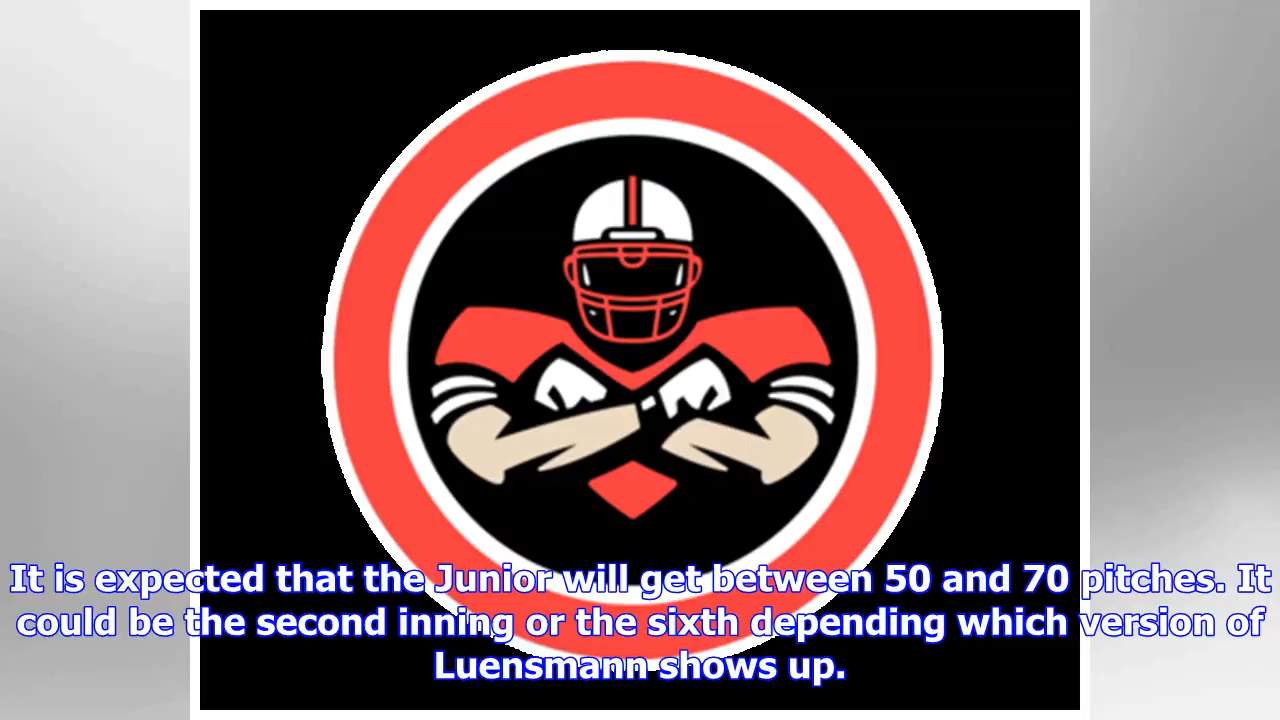 It is expected that the Junior will get between 50 and 70 pitches. It
could be the second inning or the sixth depending which version of
Luensmann shows up.